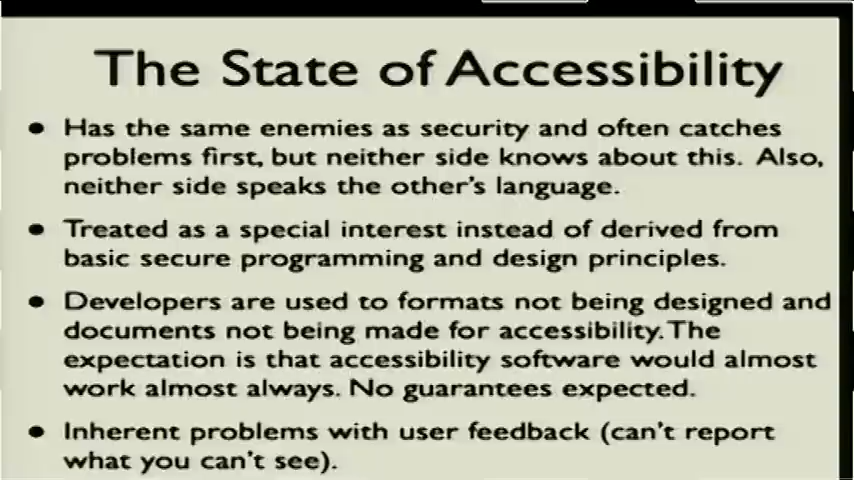 The State of Accessibility
• Has the same enemies as security and often catches
problems first, but neither side knows about this. Also,
neither side speaks the other's language.
• Treated as a special interest instead of derived from
basic secure programming and design principles.
• Developers are used to formats not being designed and
documents not being made for accessibility. The
expectation is that accessibility software would almost
work almost always. No guarantees expected.
• Inherent problems with user feedback (can't report
what you can't see).